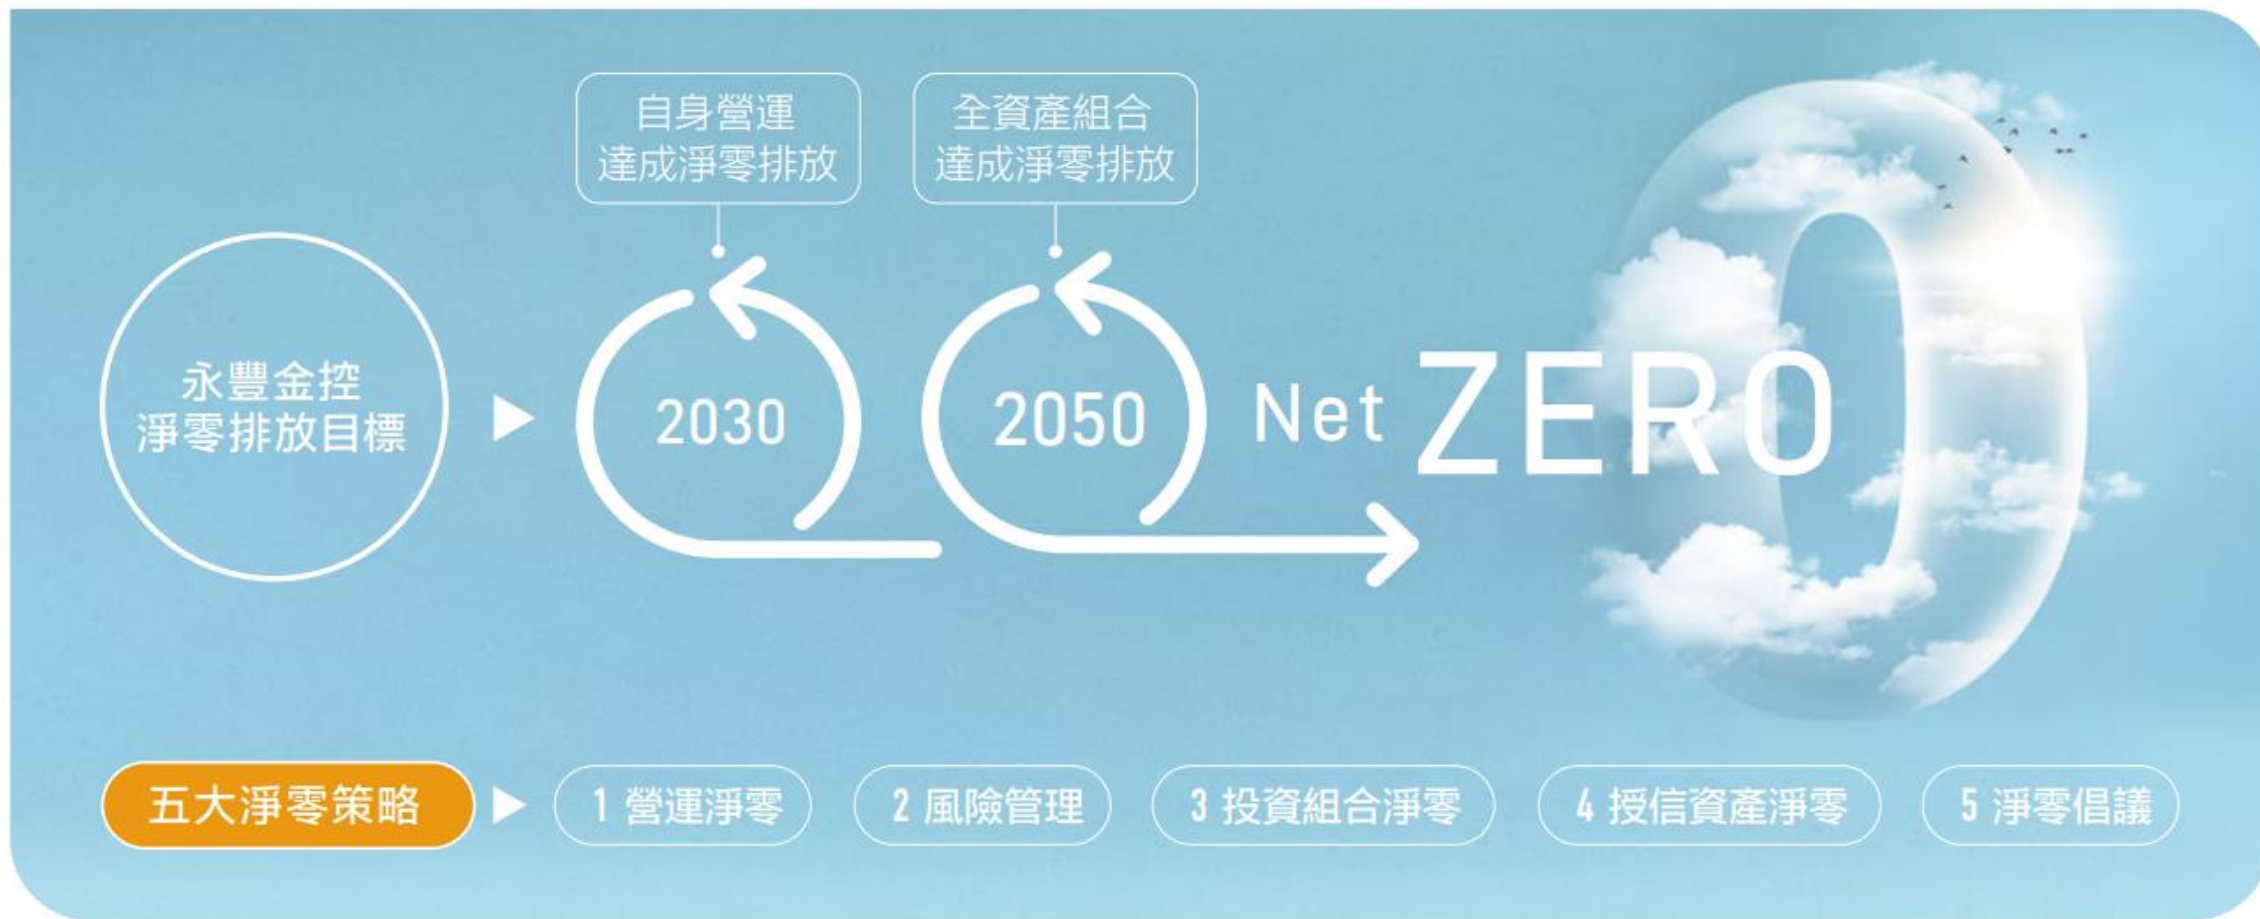 自身營運
達成淨零排放
全資產組合
達成淨零排放
永豐金控
淨零排放目標
2030
2050
Net ZERO
五大淨零策略
1 營運淨零
2 風險管理
3 投資組合淨零
4 授信資產淨零
5 淨零倡議